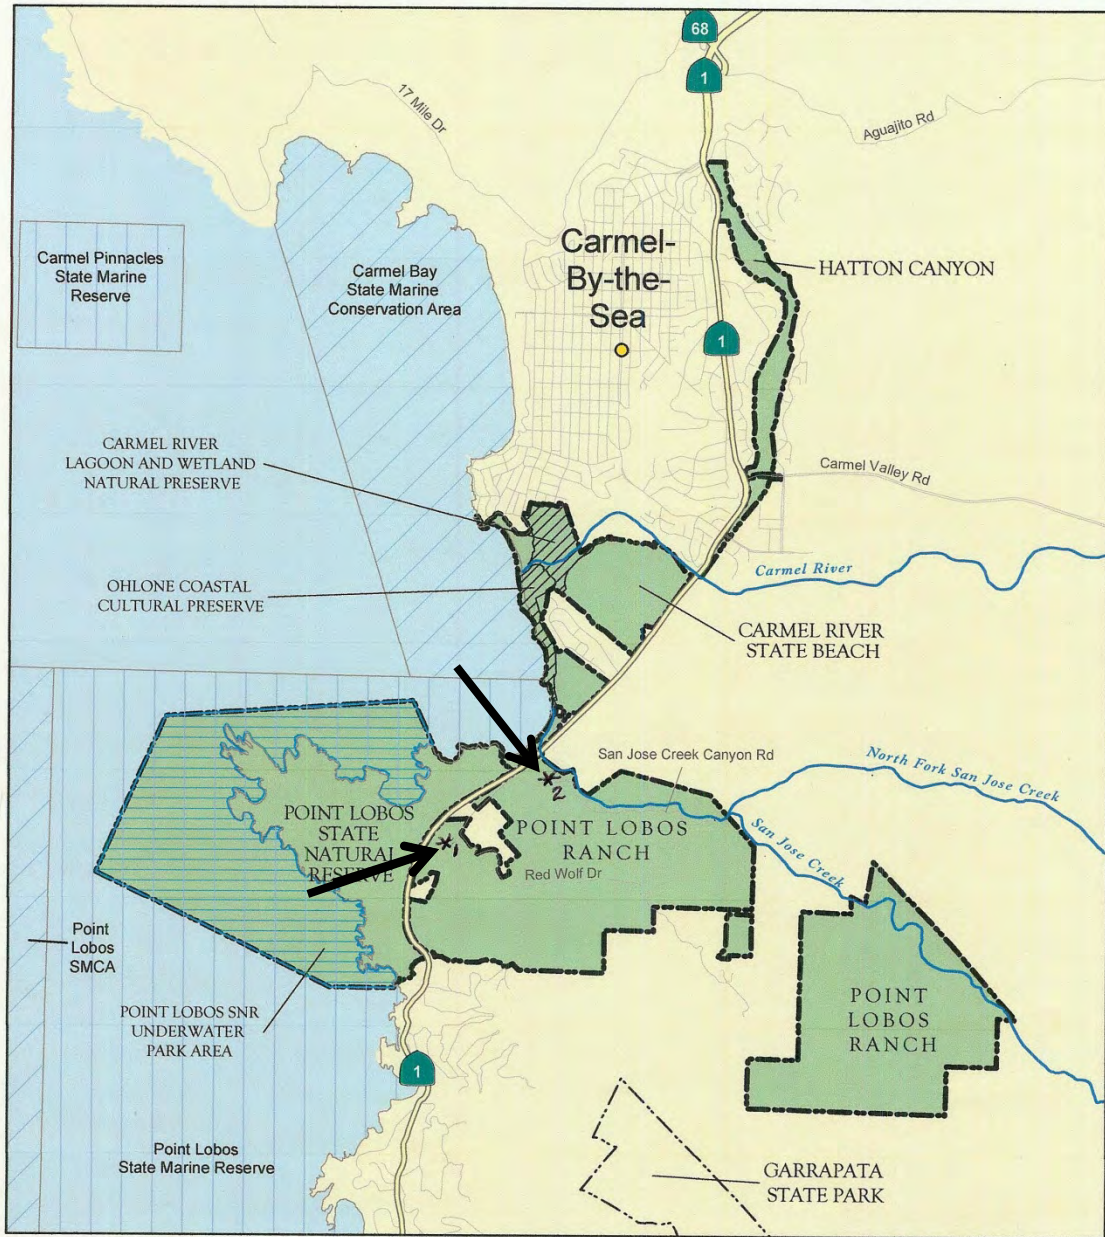 68
1
17 Mile Dr
Aguajito Rd
Carmel Pinnacles
State Marine
Reserve
Carmel Bay
State Marine
Conservation Area
Carmel-
By-the-
Sea
HATTON CANYON
1
CARMEL RIVER
LAGOON AND WETLAND
NATURAL PRESERVE
Carmel Valley Rd
OHLONE COASTAL
CULTURAL PRESERVE
Carmel River
CARMEL RIVER
STATE BEACH
San Jose Creek Canyon Rd
North Fork San Jose Creek
2
POINT LOBOS
STATE
NATURAL
RESERVE
1
POINT LOBOS
RANCH
Red Wolf Dr
San Jose Creek
Point
Lobos
SMCA
POINT LOBOS SNR
UNDERWATER
PARK AREA
POINT
LOBOS
RANCH
1
Point Lobos
State Marine Reserve
GARRAPATA
STATE PARK